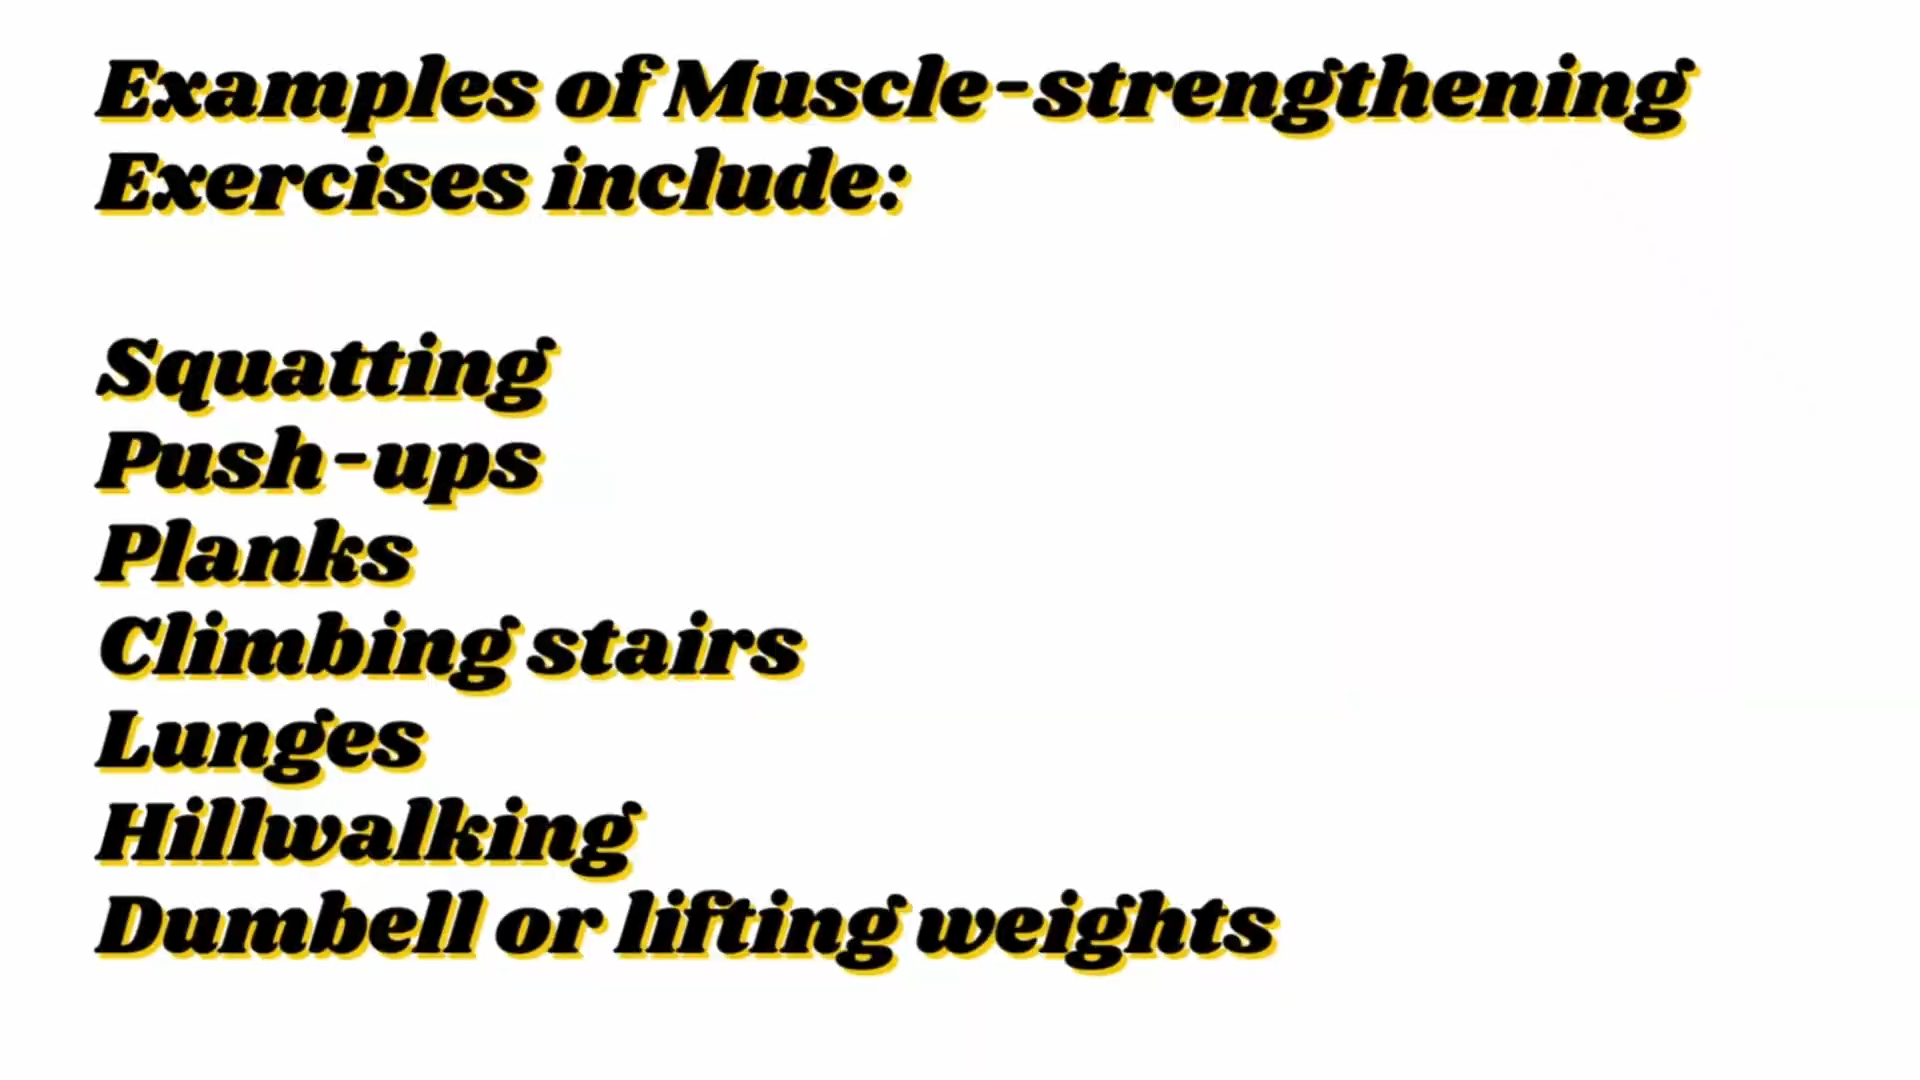 Examples of Muscle-strengthening
Exercises include:
Squatting
Push-ups
Planks
Climbing stairs
Lunges
Hillwalking
Dumbell or lifting weights